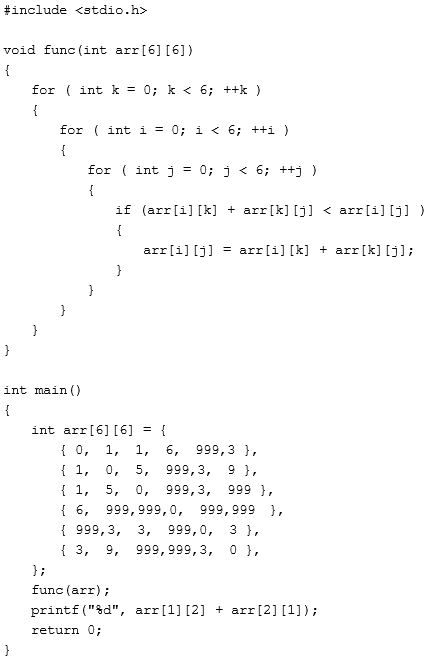 #include <stdio.h>
void func(int arr[6][6])
{
for ( int k = 0; k < 6; ++k )
{
for ( int i = 0; i < 6; ++i )
{
for ( int j = 0; j < 6; ++j )
{
if (arr[i][k] + arr[k][j] < arr[i][j] )
{
arr[i][j] = arr[i][k] + arr[k][j];
}
}
}
}
}
int main()
{
int arr[6][6] = {
{ 0, 1, 1, 6, 999,3 },
{ 1, 0, 5, 999,3, 9 },
{ 1, 5, 0, 999,3, 999 },
{ 6, 999,999,0, 999,999 },
{ 999,3, 3, 999,0, 3 },
{ 3, 9, 999,999,3, 0 },
};
func(arr);
printf("%d", arr[1][2] + arr[2][1]);
return 0;
}